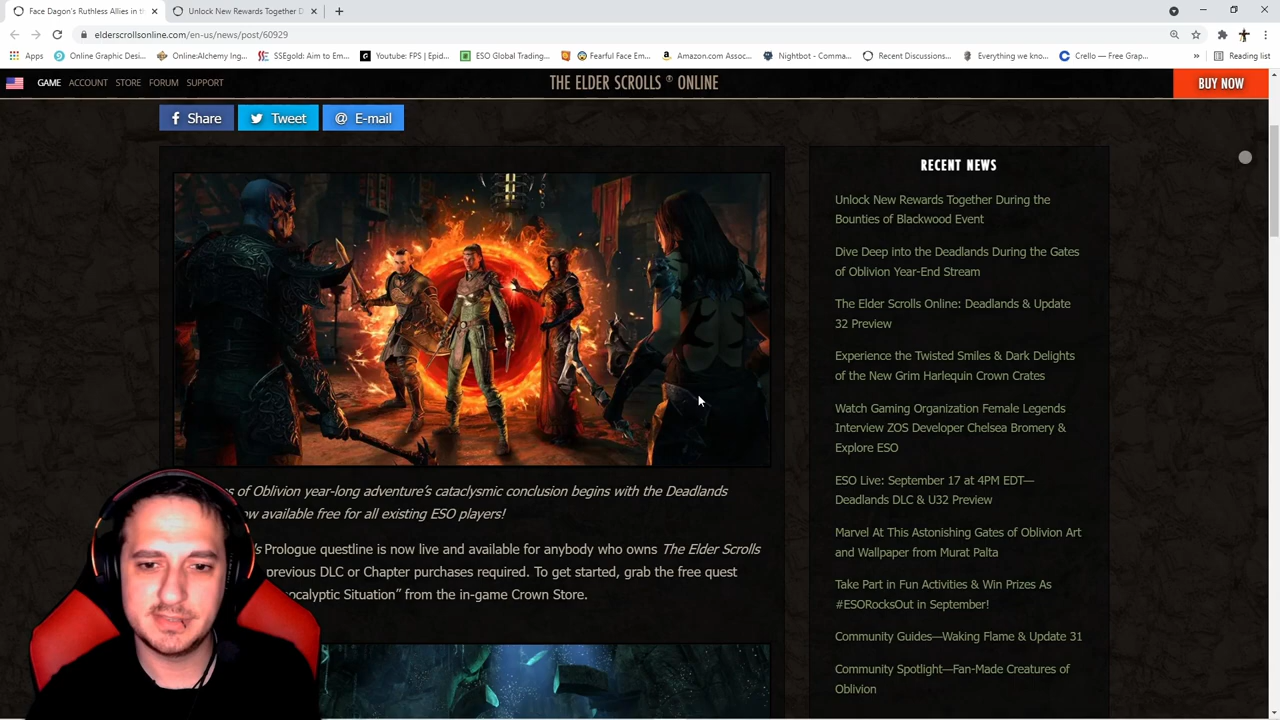 Face Dagon's Ruthless Allies in t
Unlock New Rewards Together D
elderscrollsonline.com/en-us/news/post/60929
Apps
Online Graphic Desi...
Online:Alchemy Ing...
SSEgold: Aim to Em...
Youtube: FPS | Epid...
ESO Global Trading...
Fearful Face Em...
Amazon.com Assoc...
Nightbot - Comma...
Recent Discussions...
Everything we kno...
Crello — Free Grap...
»
Reading list
GAME ACCOUNT STORE FORUM SUPPORT
THE ELDER SCROLLS ® ONLINE
BUY NOW
Share
Tweet
@ E-mail
RECENT NEWS
Unlock New Rewards Together During the
Bounties of Blackwood Event
Dive Deep into the Deadlands During the Gates
of Oblivion Year-End Stream
The Elder Scrolls Online: Deadlands & Update
32 Preview
Experience the Twisted Smiles & Dark Delights
of the New Grim Harlequin Crown Crates
Watch Gaming Organization Female Legends
Interview ZOS Developer Chelsea Bromery &
Explore ESO
ESO Live: September 17 at 4PM EDT—
Deadlands DLC & U32 Preview
Marvel At This Astonishing Gates of Oblivion Art
and Wallpaper from Murat Palta
Take Part in Fun Activities & Win Prizes As
#ESORocksOut in September!
Community Guides—Waking Flame & Update 31
Community Spotlight—Fan-Made Creatures of
Oblivion
of Oblivion year-long adventure's cataclysmic conclusion begins with the Deadlands
now available free for all existing ESO players!
Prologue questline is now live and available for anybody who owns The Elder Scrolls
previous DLC or Chapter purchases required. To get started, grab the free quest
ocalyptic Situation” from the in-game Crown Store.